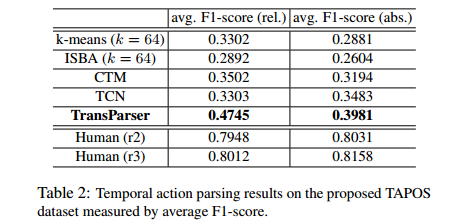 avg. F1-score (rel.) avg. F1-score (abs.)
k-means (k = 64) 0.3302 0.2881
ISBA (k = 64) 0.2892 0.2604
CTM 0.3502 0.3194
TCN 0.3303 0.3483
TransParser 0.4745 0.3981
Human (r2) 0.7948 0.8031
Human (r3) 0.8012 0.8158
Table 2: Temporal action parsing results on the proposed TAPOS
dataset measured by average F1-score.